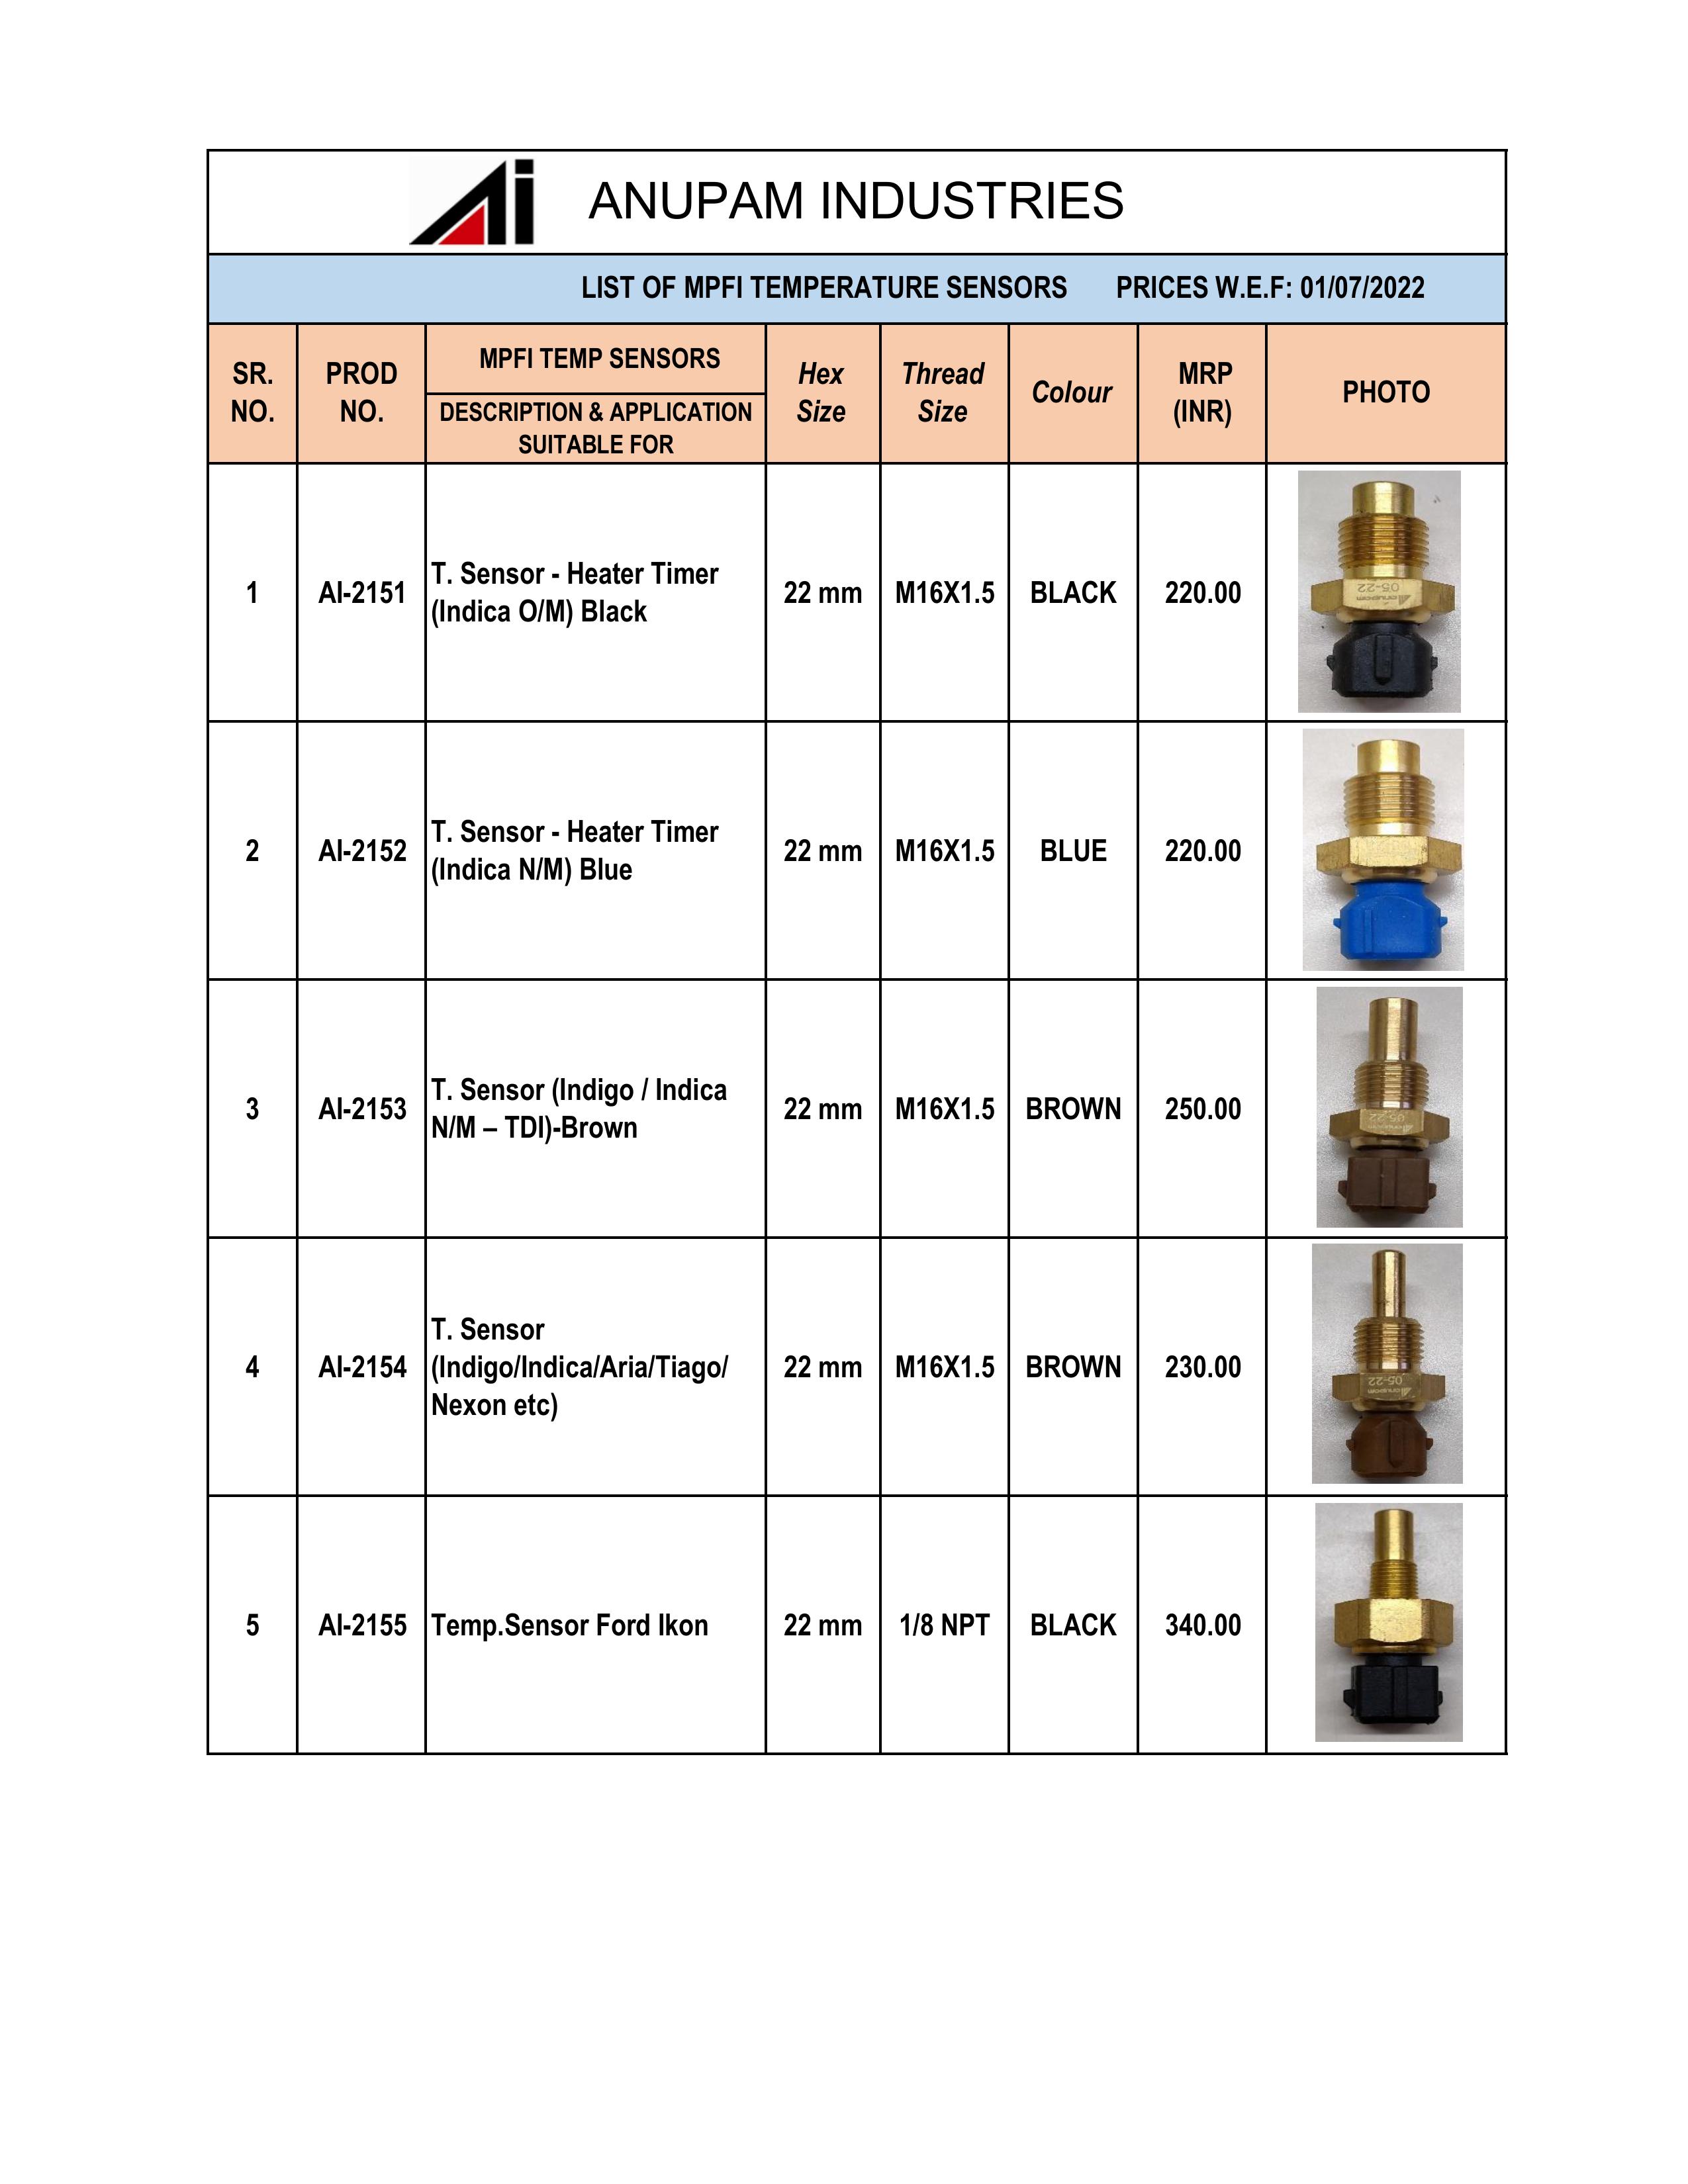 Ai ANUPAM INDUSTRIES
LIST OF MPFI TEMPERATURE SENSORS PRICES W.E.F: 01/07/2022
SR. NO.
PROD NO.
MPFI TEMP SENSORS
DESCRIPTION & APPLICATION
SUITABLE FOR
Hex Size
Thread Size
Colour
MRP (INR)
PHOTO
1 AI-2151 T. Sensor - Heater Timer
(Indica O/M) Black
22 mm M16X1.5 BLACK 220.00
anupam
05-22
2 AI-2152 T. Sensor - Heater Timer
(Indica N/M) Blue
22 mm M16X1.5 BLUE 220.00
3 AI-2153 T. Sensor (Indigo / Indica
N/M – TDI)-Brown
22 mm M16X1.5 BROWN 250.00
anupam
05-22
4 AI-2154 T. Sensor
(Indigo/Indica/Aria/Tiago/
Nexon etc)
22 mm M16X1.5 BROWN 230.00
anupam
05-22
5 AI-2155 Temp.Sensor Ford Ikon 22 mm 1/8 NPT BLACK 340.00